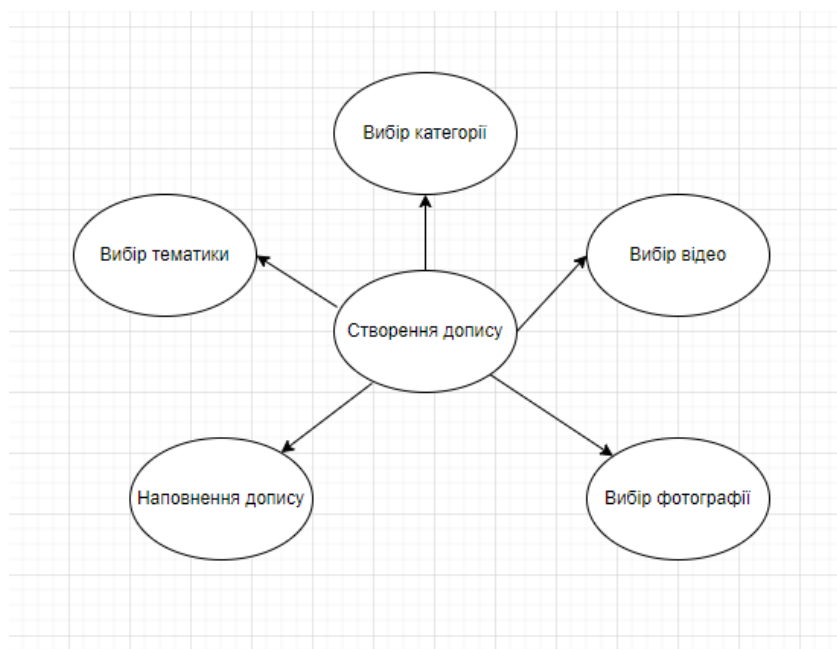 Вибір категорії
Вибір тематики
Вибір відео
Створення допису
Наповнення допису
Вибір фотографії